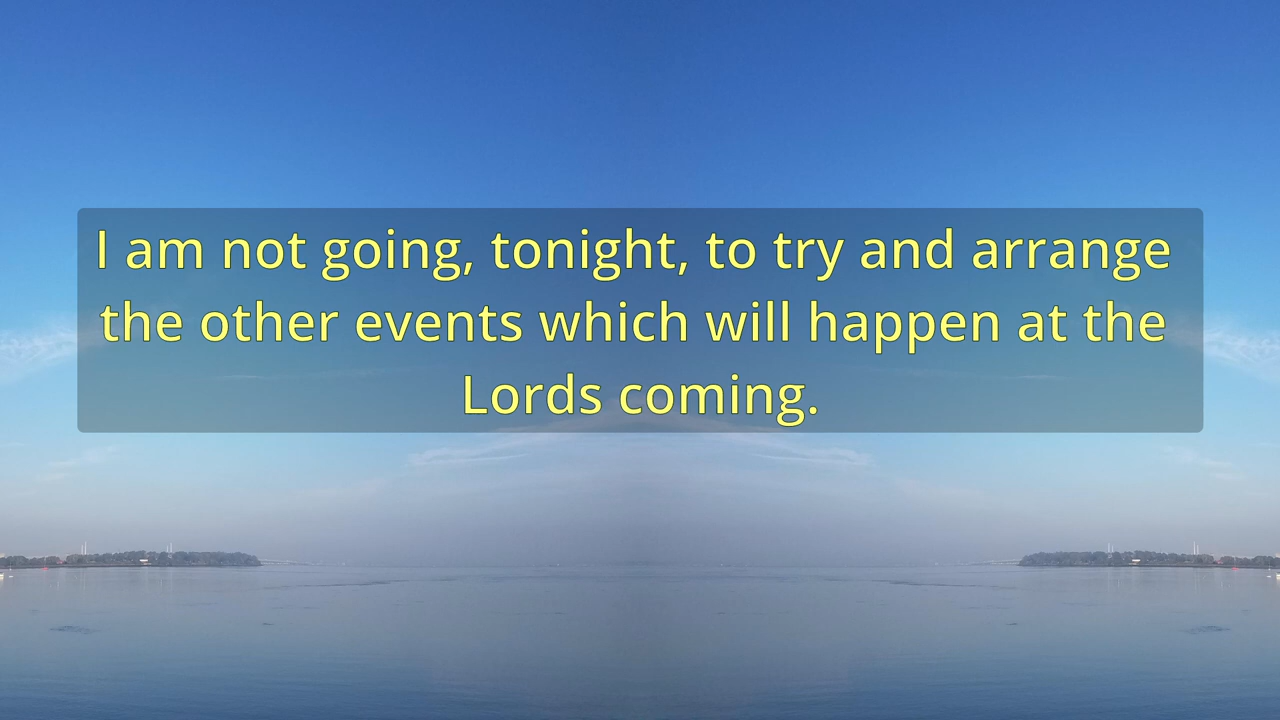 I am not going, tonight, to try and arrange
the other events which will happen at the
Lords coming.